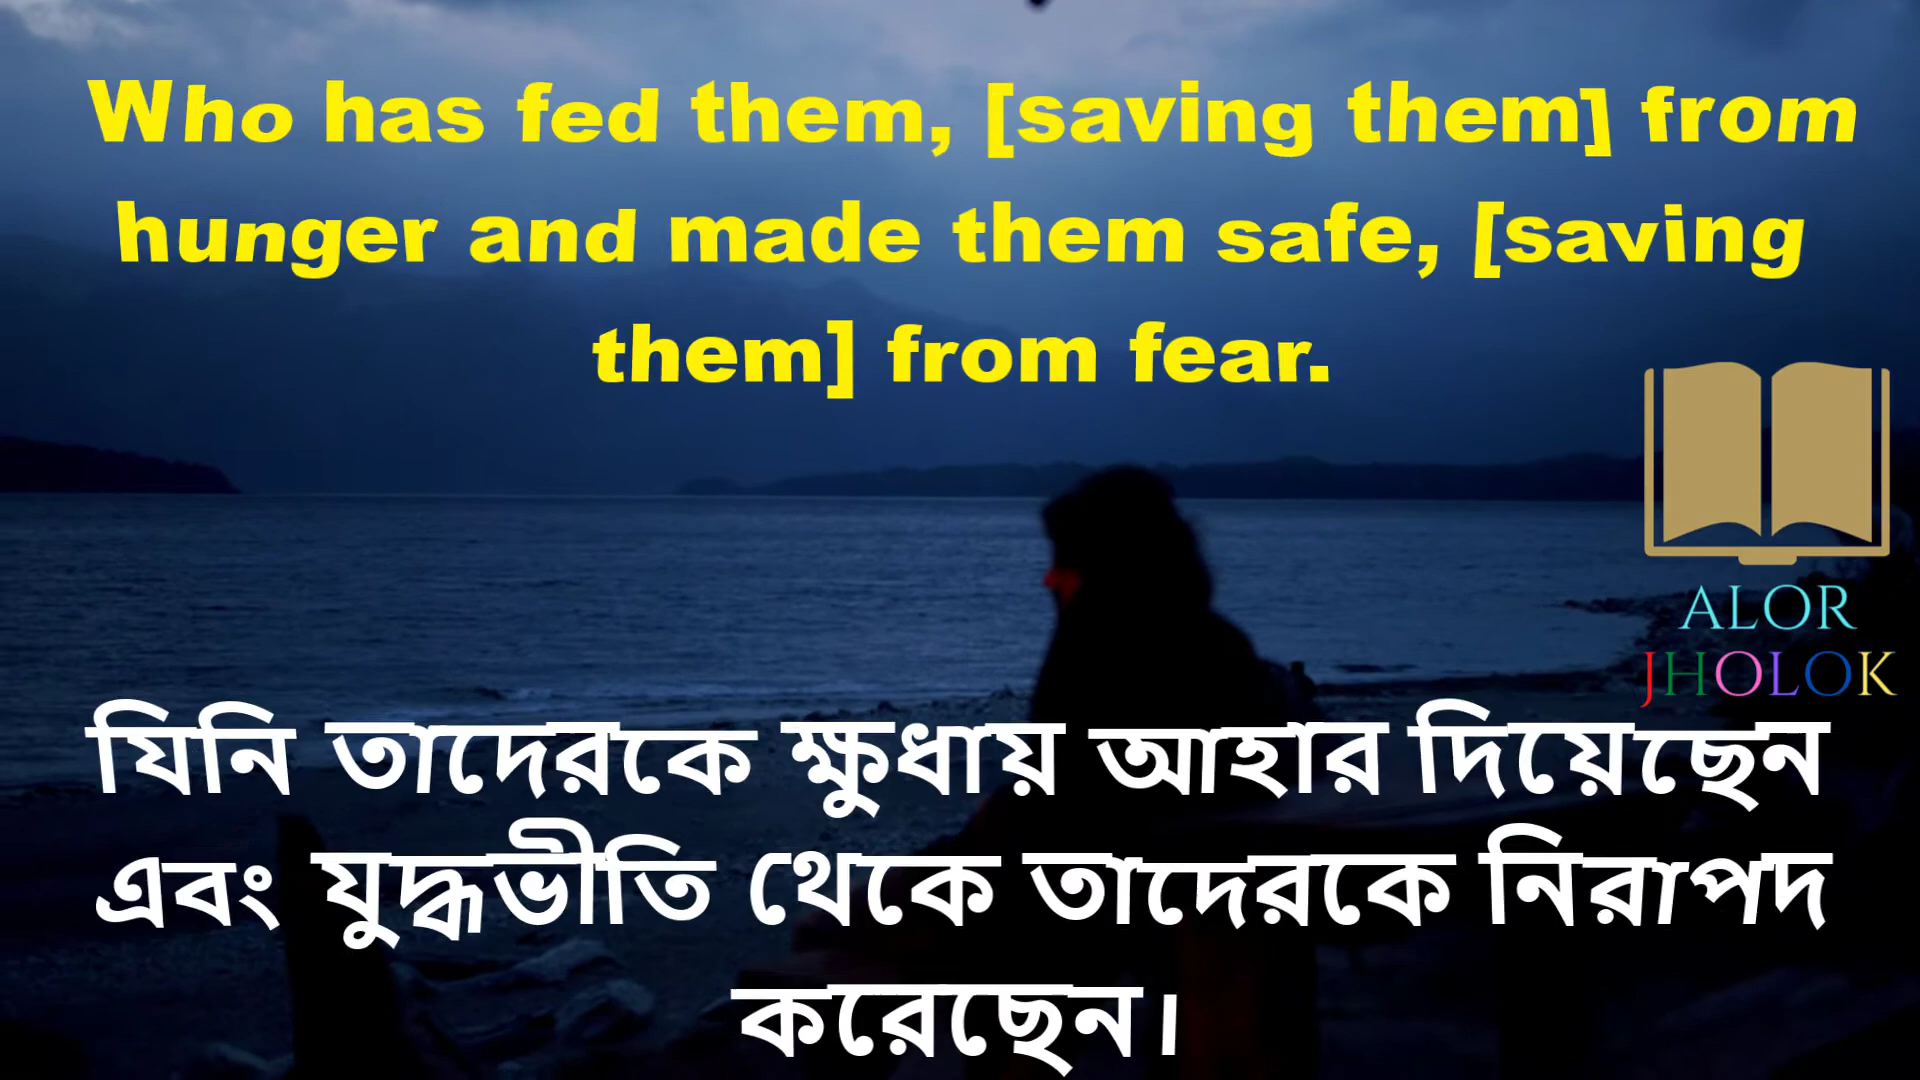 Who has fed them, [saving them] from
hunger and made them safe, [saving
them] from fear.
ALOR
JHOLOK
যিনি তাদেরকে ক্ষুধায় আহার দিয়েছেন
এবং যুদ্ধভীতি থেকে তাদেরকে নিরাপদ
করেছেন।